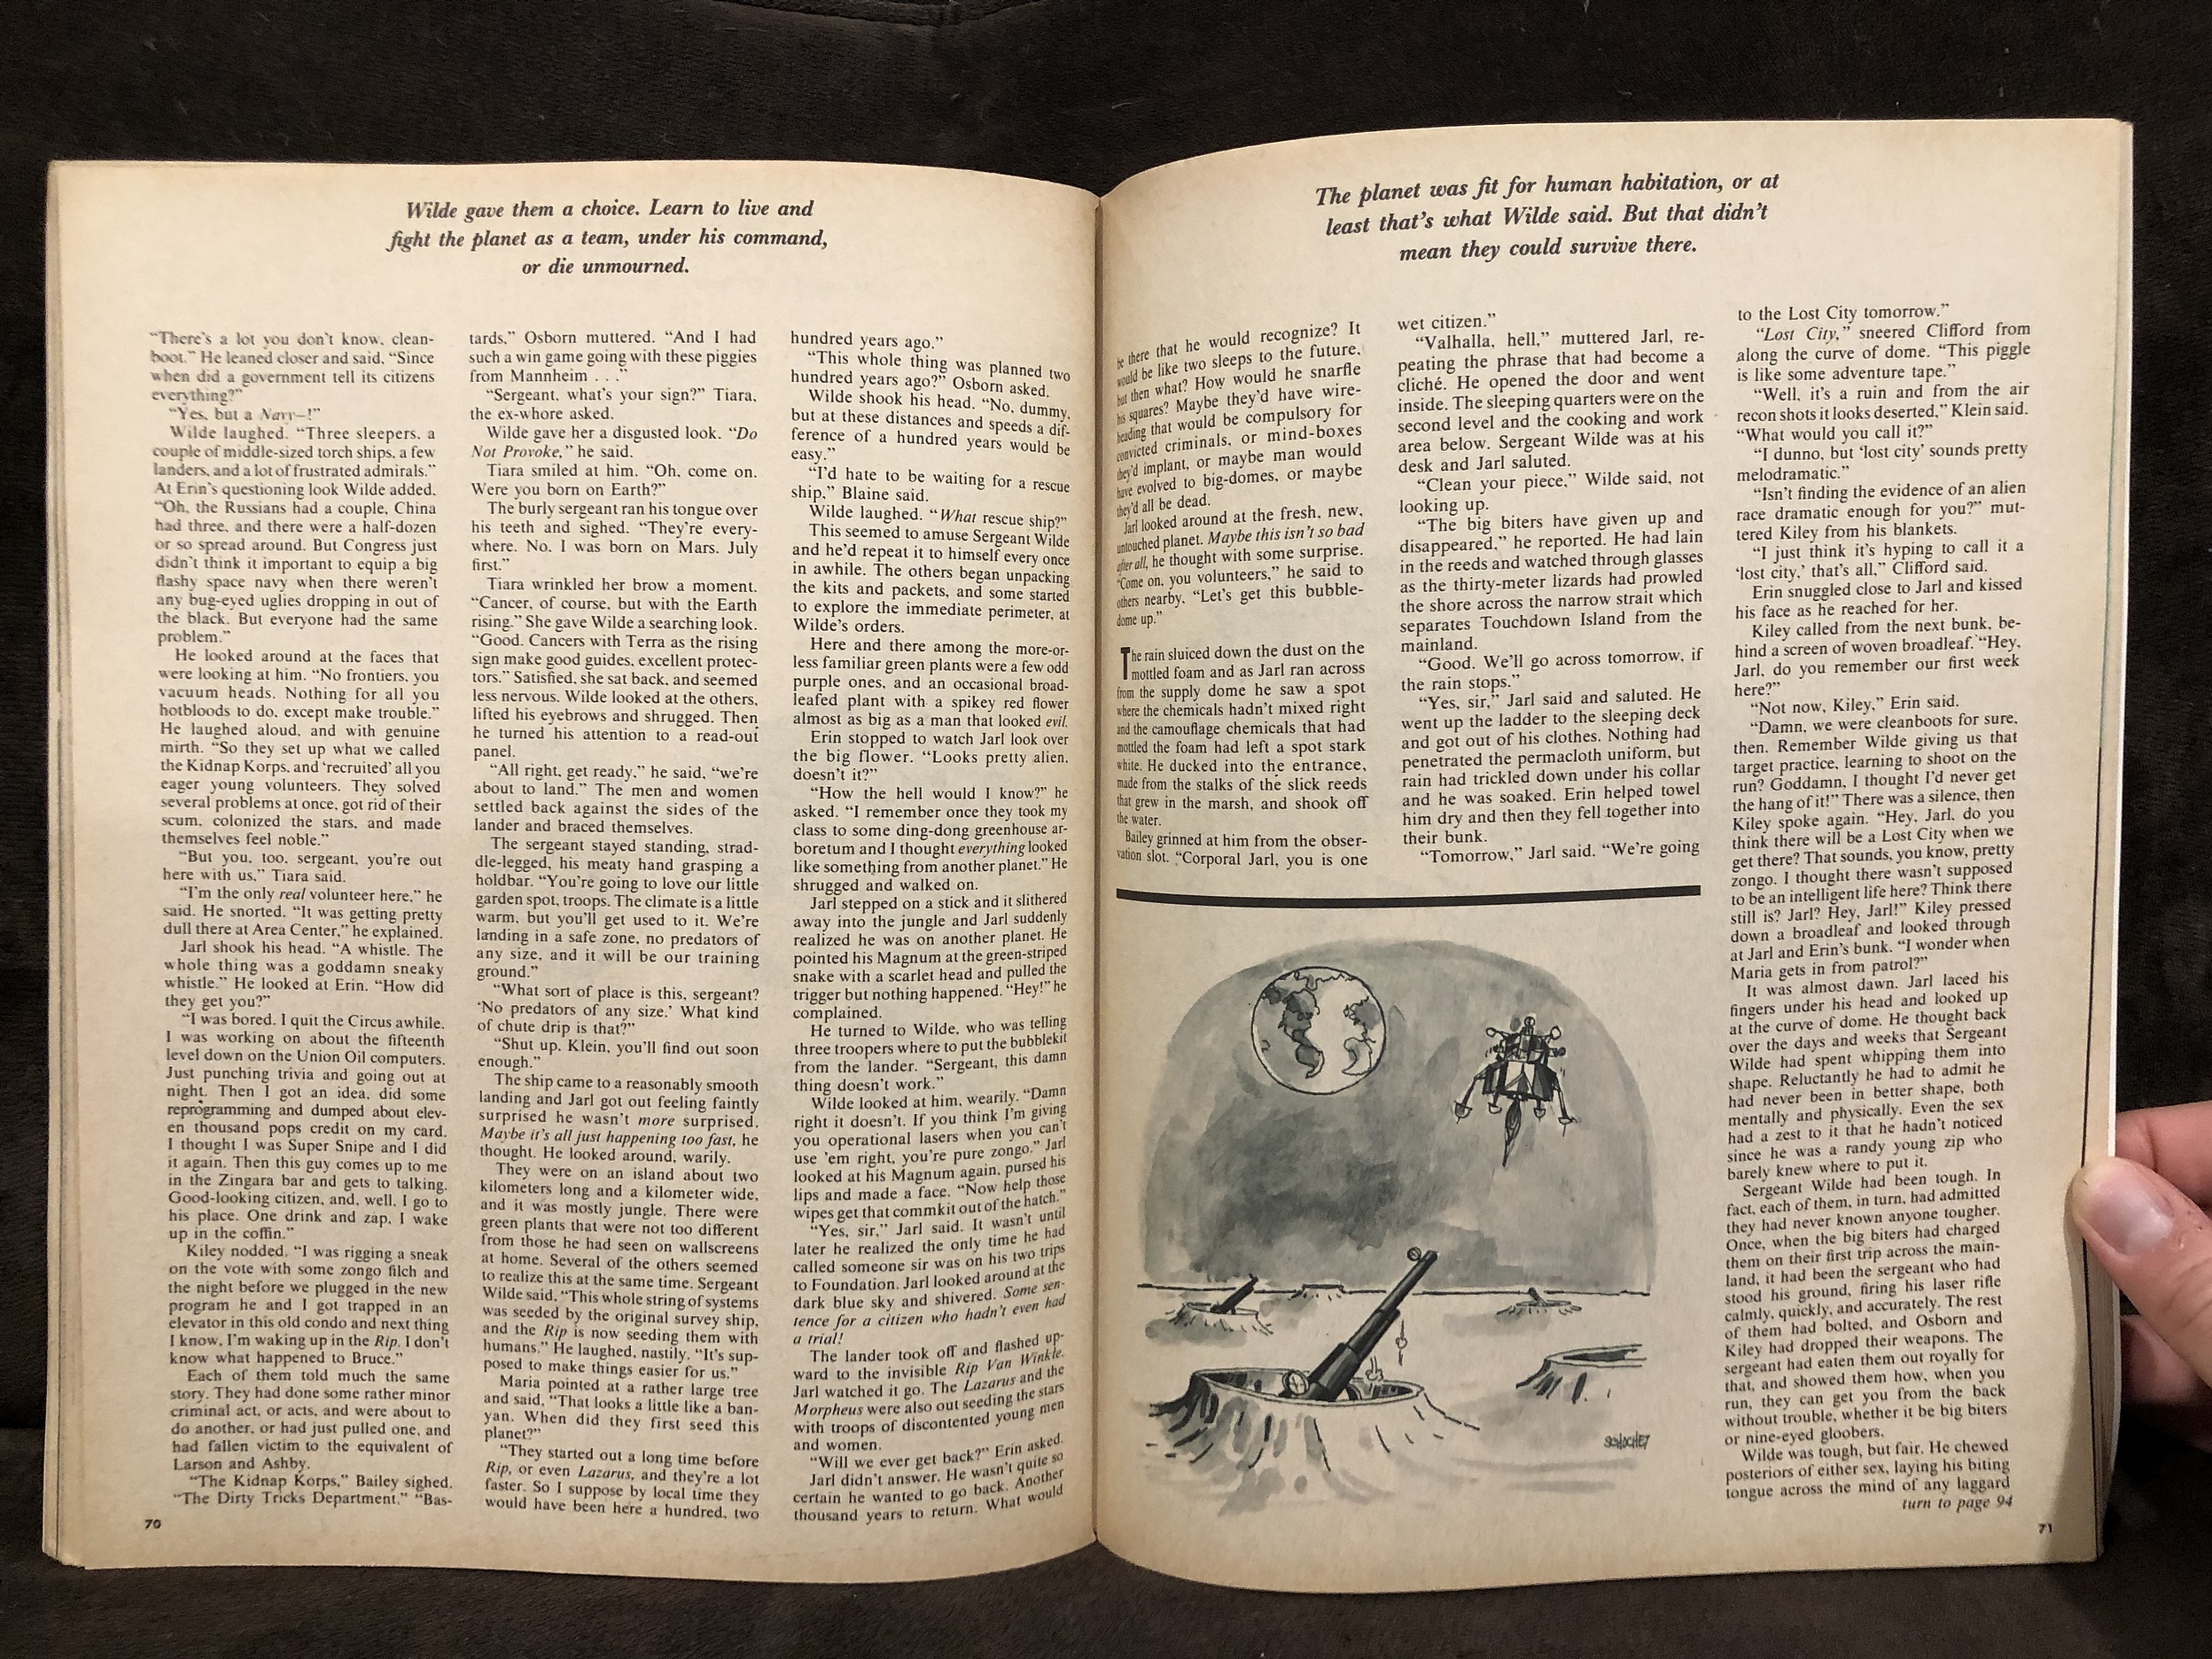 Wilde gave them a choice. Learn to live and
fight the planet as a team, under his command,
or die unmourned.
"There's a lot you don't know, clean-
boot." He leaned closer and said, "Since
when did a government tell its citizens
everything?"
"Yes, but a Navy—!"
Wilde laughed. "Three sleepers, a
couple of middle-sized torch ships, a few
landers, and a lot of frustrated admirals."
At Erin's questioning look Wilde added,
"Oh, the Russians had a couple, China
had three, and there were a half-dozen
or so spread around. But Congress just
didn't think it important to equip a big
flashy space navy when there weren't
any bug-eyed uglies dropping in out of
the black. But everyone had the same
problem."
He looked around at the faces that
were looking at him. "No frontiers, you
vacuum heads. Nothing for all you
hotbloods to do, except make trouble."
He laughed aloud, and with genuine
mirth. "So they set up what we called
the Kidnap Korps, and 'recruited' all you
eager young volunteers. They solved
several problems at once, got rid of their
scum, colonized the stars, and made
themselves feel noble."
"But you, too, sergeant, you're out
here with us," Tiara said.
"I'm the only real volunteer here," he
said. He snorted. "It was getting pretty
dull there at Area Center," he explained.
Jarl shook his head. "A whistle. The
whole thing was a goddamn sneaky
whistle." He looked at Erin. "How did
they get you?"
"I was bored. I quit the Circus awhile,
I was working on about the fifteenth
level down on the Union Oil computers.
Just punching trivia and going out at
night. Then I got an idea, did some
reprogramming and dumped about elev-
en thousand pops credit on my card.
I thought I was Super Snipe and I did
it again. Then this guy comes up to me
in the Zingara bar and gets to talking.
Good-looking citizen, and, well, I go to
his place. One drink and zap, I wake
up in the coffin."
Kiley nodded. "I was rigging a sneak
on the vote with some zongo filch and
the night before we plugged in the new
program he and I got trapped in an
elevator in this old condo and next thing
I know, I'm waking up in the Rip. I don't
know what happened to Bruce."
Each of them told much the same
story. They had done some rather minor
criminal act, or acts, and were about to
do another, or had just pulled one, and
had fallen victim to the equivalent of
Larson and Ashby.
"The Kidnap Korps," Bailey sighed.
"The Dirty Tricks Department." "Bas-
70
tards," Osborn muttered. "And I had
such a win game going with these piggies
from Mannheim . . ."
"Sergeant, what's your sign?" Tiara,
the ex-whore asked.
Wilde gave her a disgusted look. "Do
Not Provoke," he said.
Tiara smiled at him. "Oh, come on.
Were you born on Earth?"
The burly sergeant ran his tongue over
his teeth and sighed. "They're every-
where. No. I was born on Mars. July
first."
Tiara wrinkled her brow a moment.
"Cancer, of course, but with the Earth
rising." She gave Wilde a searching look.
"Good. Cancers with Terra as the rising
sign make good guides, excellent protec-
tors." Satisfied, she sat back, and seemed
less nervous. Wilde looked at the others,
lifted his eyebrows and shrugged. Then
he turned his attention to a read-out
panel.
"All right, get ready," he said, "we're
about to land." The men and women
settled back against the sides of the
lander and braced themselves.
The sergeant stayed standing, strad-
dle-legged, his meaty hand grasping a
holdbar. "You're going to love our little
garden spot, troops. The climate is a little
warm, but you'll get used to it. We're
landing in a safe zone, no predators of
any size, and it will be our training
ground."
"What sort of place is this, sergeant?
'No predators of any size.' What kind
of chute drip is that?"
"Shut up, Klein, you'll find out soon
enough."
The ship came to a reasonably smooth
landing and Jarl got out feeling faintly
surprised he wasn't more surprised.
Maybe it's all just happening too fast, he
thought. He looked around, warily.
They were on an island about two
kilometers long and a kilometer wide,
and it was mostly jungle. There were
green plants that were not too different
from those he had seen on wallscreens
at home. Several of the others seemed
to realize this at the same time. Sergeant
Wilde said, "This whole string of systems
was seeded by the original survey ship,
and the Rip is now seeding them with
humans." He laughed, nastily. "It's sup-
posed to make things easier for us."
Maria pointed at a rather large tree
and said, "That looks a little like a ban-
yan. When did they first seed this
planet?"
"They started out a long time before
Rip, or even Lazarus, and they're a lot
faster. So I suppose by local time they
would have been here a hundred, two
hundred years ago."
"This whole thing was planned two
hundred years ago?" Osborn asked.
Wilde shook his head. "No, dummy,
but at these distances and speeds a dif-
ference of a hundred years would be
easy."
"I'd hate to be waiting for a rescue
ship," Blaine said.
Wilde laughed. "What rescue ship?"
This seemed to amuse Sergeant Wilde
and he'd repeat it to himself every once
in awhile. The others began unpacking
the kits and packets, and some started
to explore the immediate perimeter, at
Wilde's orders.
Here and there among the more-or-
less familiar green plants were a few odd
purple ones, and an occasional broad-
leafed plant with a spikey red flower
almost as big as a man that looked evil.
Erin stopped to watch Jarl look over
the big flower. "Looks pretty alien,
doesn't it?"
"How the hell would I know?" he
asked. "I remember once they took my
class to some ding-dong greenhouse ar-
boretum and I thought everything looked
like something from another planet." He
shrugged and walked on.
Jarl stepped on a stick and it slithered
away into the jungle and Jarl suddenly
realized he was on another planet. He
pointed his Magnum at the green-striped
snake with a scarlet head and pulled the
trigger but nothing happened. "Hey!" he
complained.
He turned to Wilde, who was telling
three troopers where to put the bubblekit
from the lander. "Sergeant, this damn
thing doesn't work."
Wilde looked at him, wearily. "Damn
right it doesn't. If you think I'm giving
you operational lasers when you can't
use 'em right, you're pure zongo." Jarl
looked at his Magnum again, pursed his
lips and made a face. "Now help those
wipes get that commkit out of the hatch."
"Yes, sir," Jarl said. It wasn't until
later he realized the only time he had
called someone sir was on his two trips
to Foundation. Jarl looked around at the
dark blue sky and shivered. Some sen-
tence for a citizen who hadn't even had
a trial!
The lander took off and flashed up-
ward to the invisible Rip Van Winkle.
Jarl watched it go. The Lazarus and the
Morpheus were also out seeding the stars
with troops of discontented young men
and women.
"Will we ever get back?" Erin asked.
Jarl didn't answer. He wasn't quite so
certain he wanted to go back. Another
thousand years to return. What would
The planet was fit for human habitation, or at
least that's what Wilde said. But that didn't
mean they could survive there.
be there that he would recognize? It
would be like two sleeps to the future,
but then what? How would he snarfle
his squares? Maybe they'd have wire-
heading that would be compulsory for
convicted criminals, or mind-boxes
they'd implant, or maybe man would
have evolved to big-domes, or maybe
they'd all be dead.
Jarl looked around at the fresh, new,
untouched planet. Maybe this isn't so bad
after all, he thought with some surprise.
"Come on, you volunteers," he said to
others nearby, "Let's get this bubble-
dome up."
The rain sluiced down the dust on the
mottled foam and as Jarl ran across
from the supply dome he saw a spot
where the chemicals hadn't mixed right
and the camouflage chemicals that had
mottled the foam had left a spot stark
white. He ducked into the entrance,
made from the stalks of the slick reeds
that grew in the marsh, and shook off
the water.
Bailey grinned at him from the obser-
vation slot. "Corporal Jarl, you is one
wet citizen."
"Valhalla, hell," muttered Jarl, re-
peating the phrase that had become a
cliché. He opened the door and went
inside. The sleeping quarters were on the
second level and the cooking and work
area below. Sergeant Wilde was at his
desk and Jarl saluted.
"Clean your piece," Wilde said, not
looking up.
"The big biters have given up and
disappeared," he reported. He had lain
in the reeds and watched through glasses
as the thirty-meter lizards had prowled
the shore across the narrow strait which
separates Touchdown Island from the
mainland.
"Good. We'll go across tomorrow, if
the rain stops."
"Yes, sir," Jarl said and saluted. He
went up the ladder to the sleeping deck
and got out of his clothes. Nothing had
penetrated the permacloth uniform, but
rain had trickled down under his collar
and he was soaked. Erin helped towel
him dry and then they fell together into
their bunk.
"Tomorrow," Jarl said. "We're going
SCHOCHET
to the Lost City tomorrow."
"Lost City," sneered Clifford from
along the curve of dome. "This piggle
is like some adventure tape."
"Well, it's a ruin and from the air
recon shots it looks deserted," Klein said.
"What would you call it?"
"I dunno, but 'lost city' sounds pretty
melodramatic."
"Isn't finding the evidence of an alien
race dramatic enough for you?" mut-
tered Kiley from his blankets.
"I just think it's hyping to call it a
'lost city,' that's all," Clifford said.
Erin snuggled close to Jarl and kissed
his face as he reached for her.
Kiley called from the next bunk, be-
hind a screen of woven broadleaf. "Hey,
Jarl, do you remember our first week
here?"
"Not now, Kiley," Erin said.
"Damn, we were cleanboots for sure,
then. Remember Wilde giving us that
target practice, learning to shoot on the
run? Goddamn, I thought I'd never get
the hang of it!" There was a silence, then
Kiley spoke again. "Hey, Jarl, do you
think there will be a Lost City when we
get there? That sounds, you know, pretty
zongo. I thought there wasn't supposed
to be an intelligent life here? Think there
still is? Jarl? Hey, Jarl!" Kiley pressed
down a broadleaf and looked through
at Jarl and Erin's bunk. "I wonder when
Maria gets in from patrol?"
It was almost dawn. Jarl laced his
fingers under his head and looked up
at the curve of dome. He thought back
over the days and weeks that Sergeant
Wilde had spent whipping them into
shape. Reluctantly he had to admit he
had never been in better shape, both
mentally and physically. Even the sex
had a zest to it that he hadn't noticed
since he was a randy young zip who
barely knew where to put it.
Sergeant Wilde had been tough. In
fact, each of them, in turn, had admitted
they had never known anyone tougher.
Once, when the big biters had charged
them on their first trip across the main-
land, it had been the sergeant who had
stood his ground, firing his laser rifle
calmly, quickly, and accurately. The rest
of them had bolted, and Osborn and
Kiley had dropped their weapons. The
sergeant had eaten them out royally for
that, and showed them how, when you
run, they can get you from the back
without trouble, whether it be big biters
or nine-eyed gloobers.
Wilde was tough, but fair. He chewed
posteriors of either sex, laying his biting
tongue across the mind of any laggard
turn to page 94
71